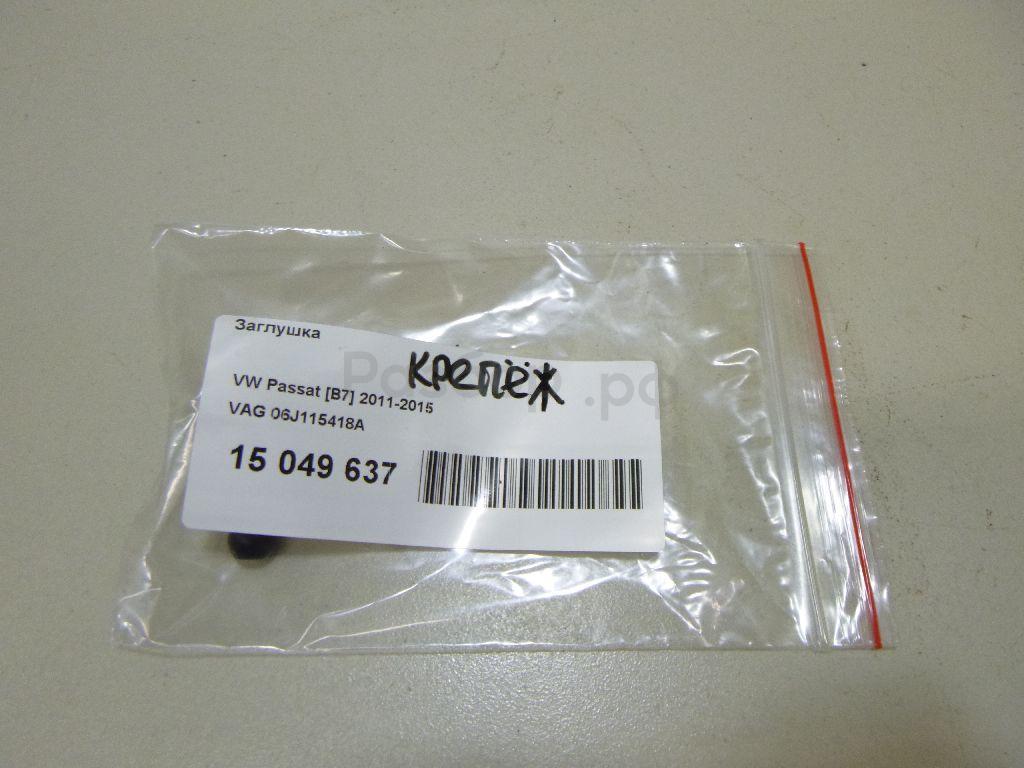 Заглушка
крепёж
VW Passat [B7] 2011-2015
VAG 06J115418A
15 049 637